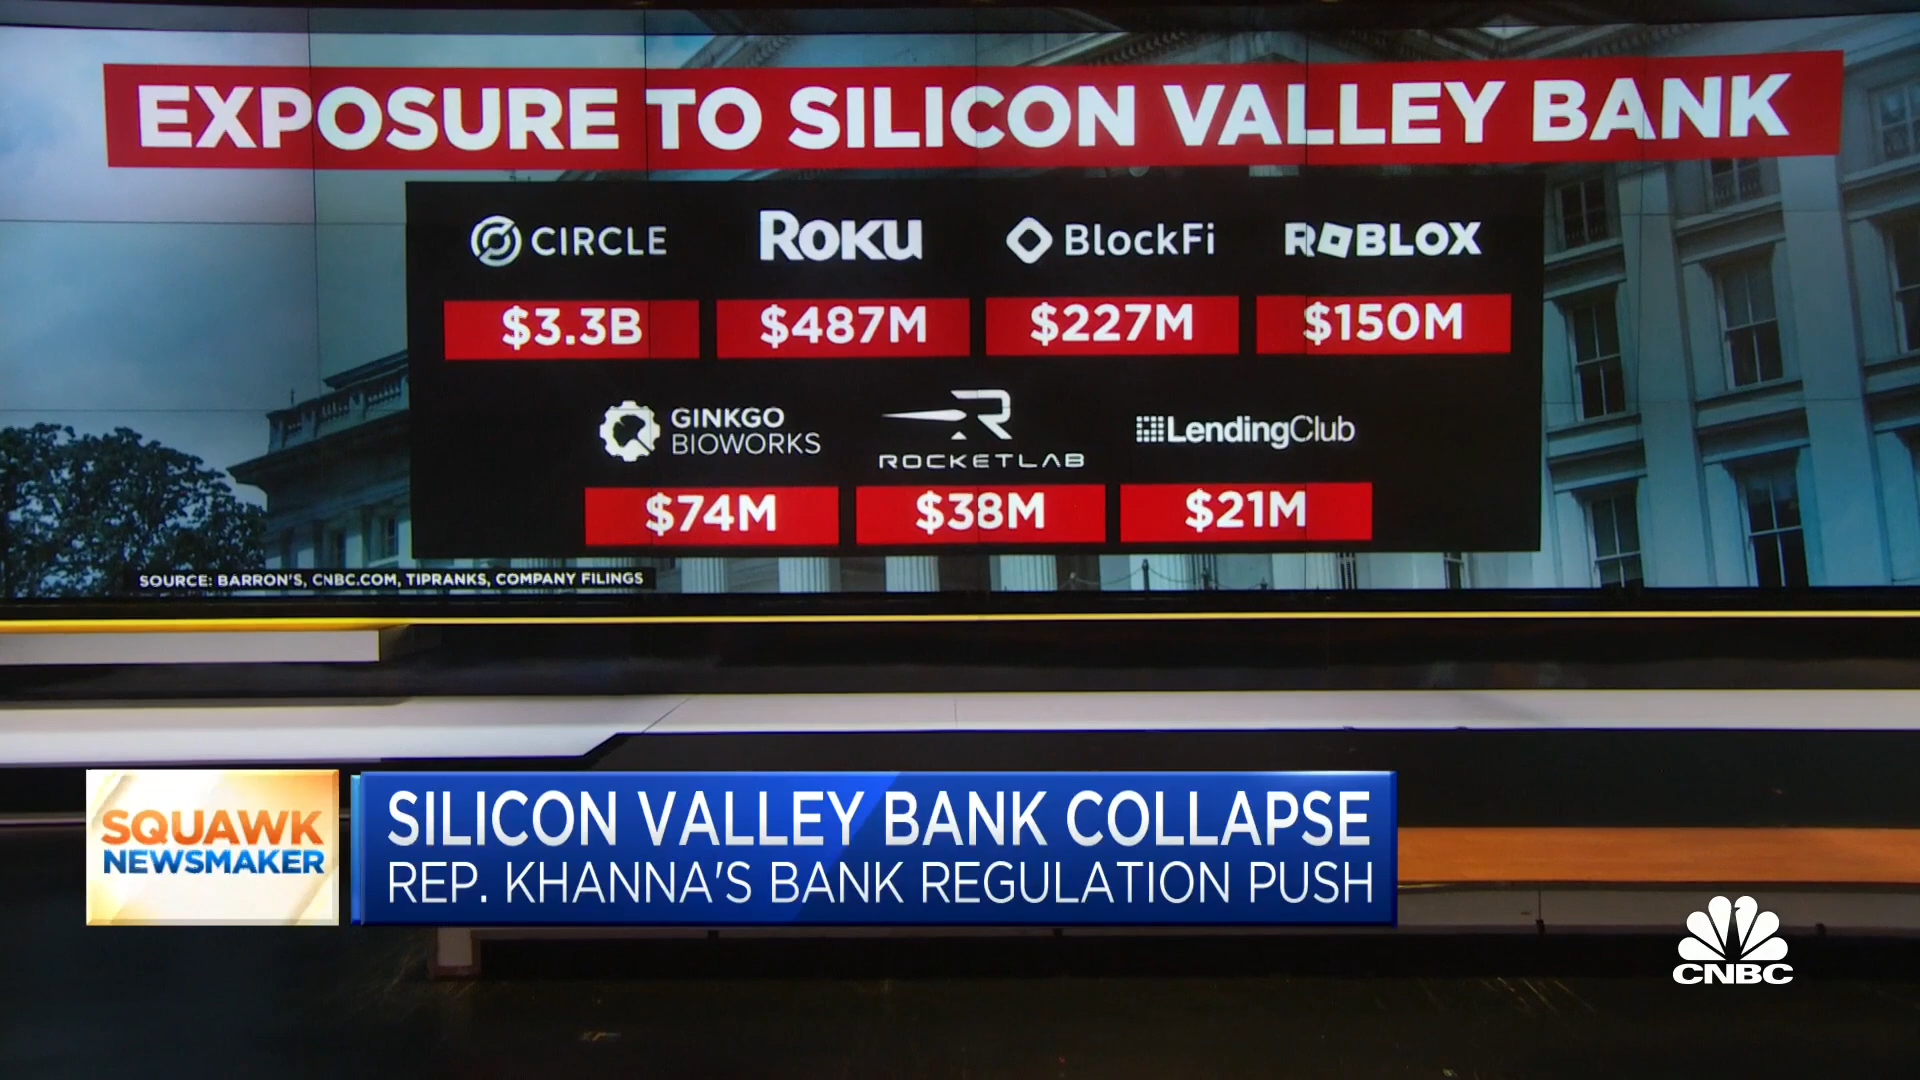 EXPOSURE TO SILICON VALLEY BANK
CIRCLE ROKU BlockFi ROBLOX
$3.3B $487M $227M $150M
GINKGO BIOWORKS ROCKETLAB LendingClub
$74M $38M $21M
SOURCE: BARRON'S, CNBC.COM, TIPRANKS, COMPANY FILINGS
SQUAWK
NEWSMAKER
SILICON VALLEY BANK COLLAPSE
REP. KHANNA'S BANK REGULATION PUSH
CNBC